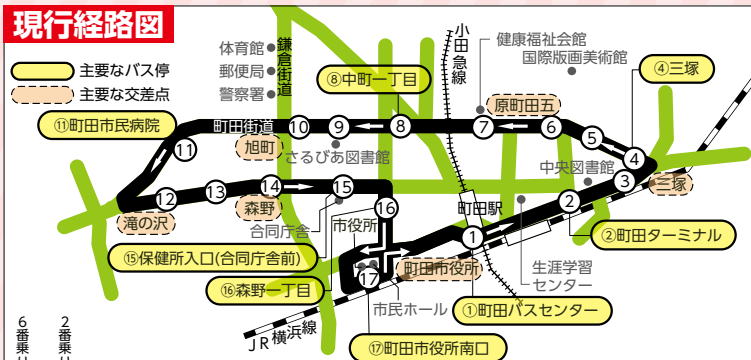 現行経路図
主要なバス停
主要な交差点
体育館
郵便局
警察署
鎌倉街道
⑧中町一丁目
小田急線
健康福祉会館
国際版画美術館
④三塚
原町田五
⑪町田市民病院
町田街道
⑩
⑨
⑧
⑦
⑥
⑤
④
③
②
①
⑪
旭町
さるびあ図書館
中央図書館
三塚
⑫
⑬
⑭
⑮
⑯
滝の沢
森野
合同庁舎
市役所
町田駅
②町田ターミナル
⑮保健所入口(合同庁舎前)
⑯森野一丁目
町田市役所
生涯学習
センター
⑰
市民ホール
①町田バスセンター
JR横浜線
⑰町田市役所南口
6番乗り
2番乗り